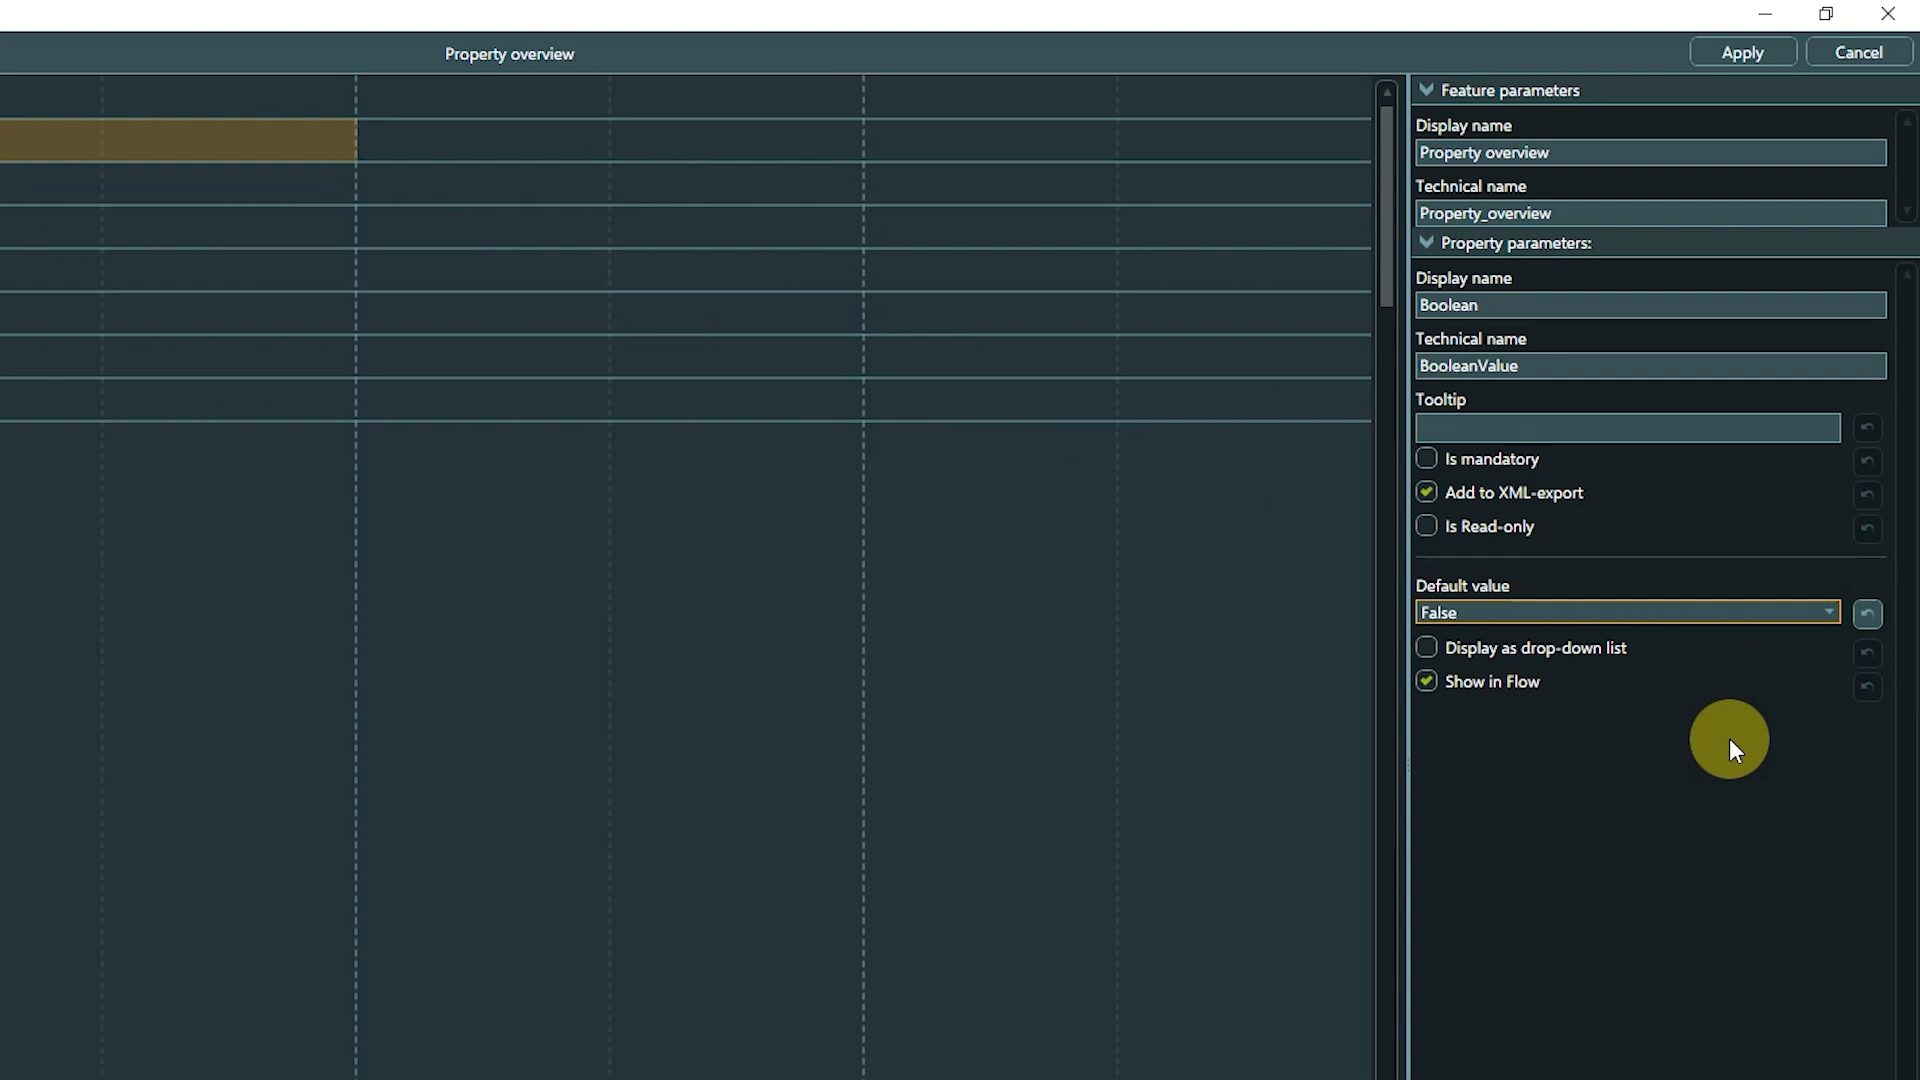 Property overview
Apply
Cancel
Feature parameters
Display name
Property overview
Technical name
Property_overview
Property parameters:
Display name
Boolean
Technical name
BooleanValue
Tooltip
Is mandatory
Add to XML-export
Is Read-only
Default value
False
Display as drop-down list
Show in Flow